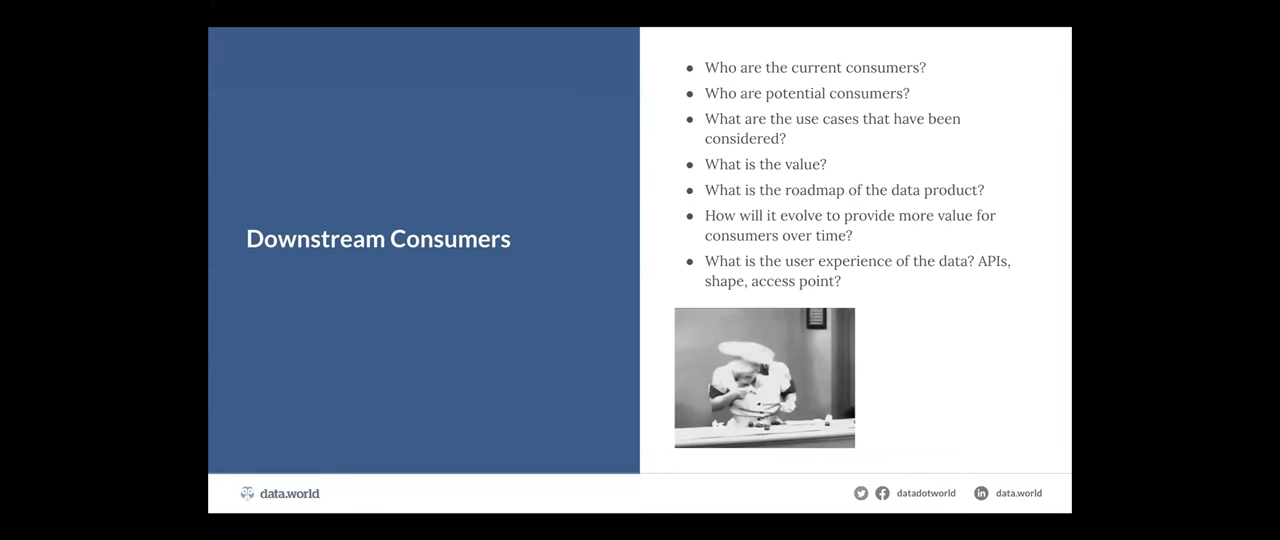 Downstream Consumers
● Who are the current consumers?
● Who are potential consumers?
● What are the use cases that have been
considered?
● What is the value?
● What is the roadmap of the data product?
● How will it evolve to provide more value for
consumers over time?
● What is the user experience of the data? APIs,
shape, access point?
data.world
datadotworld
in data.world